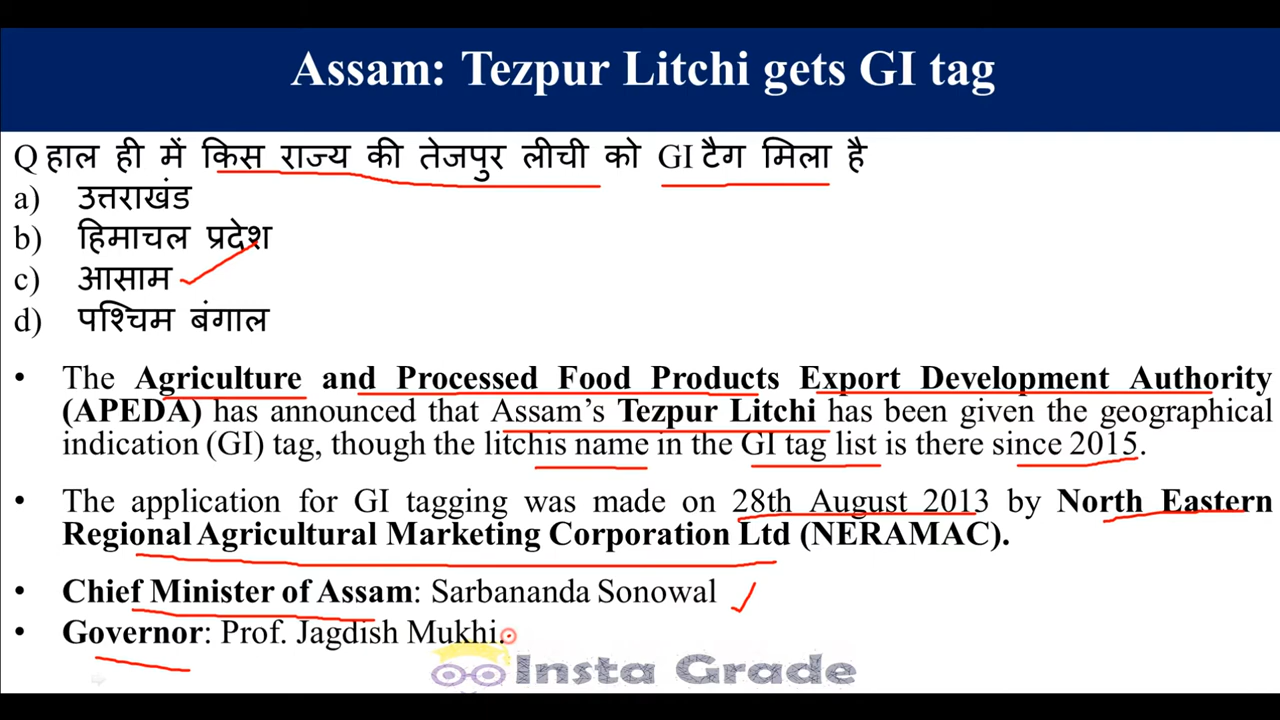 Assam: Tezpur Litchi gets GI tag
Q हाल ही में किस राज्य की तेजपुर लीची को GI टैग मिला है
a) उत्तराखंड
b) हिमाचल प्रदेश
c) आसाम
d) पश्चिम बंगाल
• The Agriculture and Processed Food Products Export Development Authority
(APEDA) has announced that Assam's Tezpur Litchi has been given the geographical
indication (GI) tag, though the litchis name in the GI tag list is there since 2015.
• The application for GI tagging was made on 28th August 2013 by North Eastern
Regional Agricultural Marketing Corporation Ltd (NERAMAC).
• Chief Minister of Assam: Sarbananda Sonowal
• Governor: Prof. Jagdish Mukhi.
Insta Grade